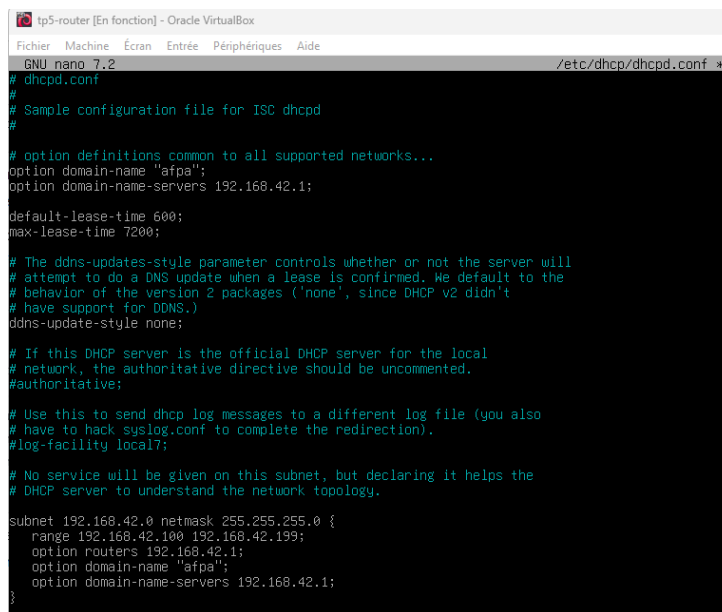 tp5-router [En fonction] - Oracle VirtualBox
Fichier Machine Écran Entrée Périphériques Aide
GNU nano 7.2 /etc/dhcp/dhcpd.conf *
# dhcpd.conf
#
# Sample configuration file for ISC dhcpd
#
# option definitions common to all supported networks...
option domain-name "afpa";
option domain-name-servers 192.168.42.1;
default-lease-time 600;
max-lease-time 7200;
# The ddns-updates-style parameter controls whether or not the server will
# attempt to do a DNS update when a lease is confirmed. We default to the
# behavior of the version 2 packages ('none', since DHCP v2 didn't
# have support for DDNS.)
ddns-update-style none;
# If this DHCP server is the official DHCP server for the local
# network, the authoritative directive should be uncommented.
#authoritative;
# Use this to send dhcp log messages to a different log file (you also
# have to hack syslog.conf to complete the redirection).
#log-facility local7;
# No service will be given on this subnet, but declaring it helps the
# DHCP server to understand the network topology.
subnet 192.168.42.0 netmask 255.255.255.0 {
range 192.168.42.100 192.168.42.199;
option routers 192.168.42.1;
option domain-name "afpa";
option domain-name-servers 192.168.42.1;
}